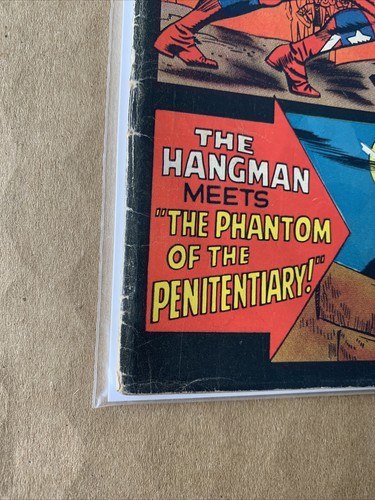 THE
HANGMAN
MEETS
"THE PHANTOM
OF THE
PENITENTIARY!"